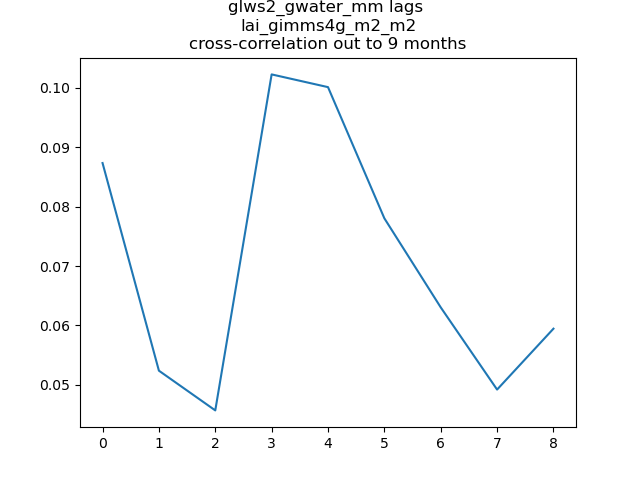 glws2_gwater_mm lags
lai_gimms4g_m2_m2
cross-correlation out to 9 months
0.10
0.09
0.08
0.07
0.06
0.05
0 1 2 3 4 5 6 7 8